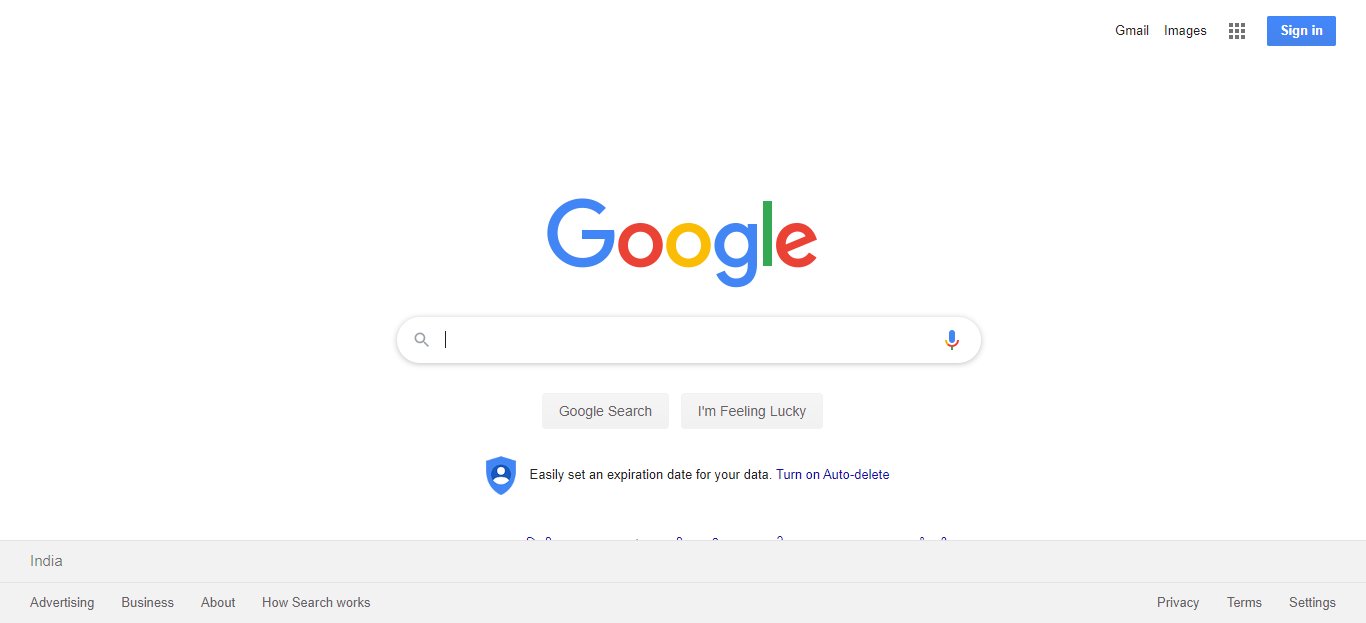 Gmail Images Sign in
Google
Google Search I'm Feeling Lucky
Easily set an expiration date for your data. Turn on Auto-delete
India
Advertising Business About How Search works Privacy Terms Settings